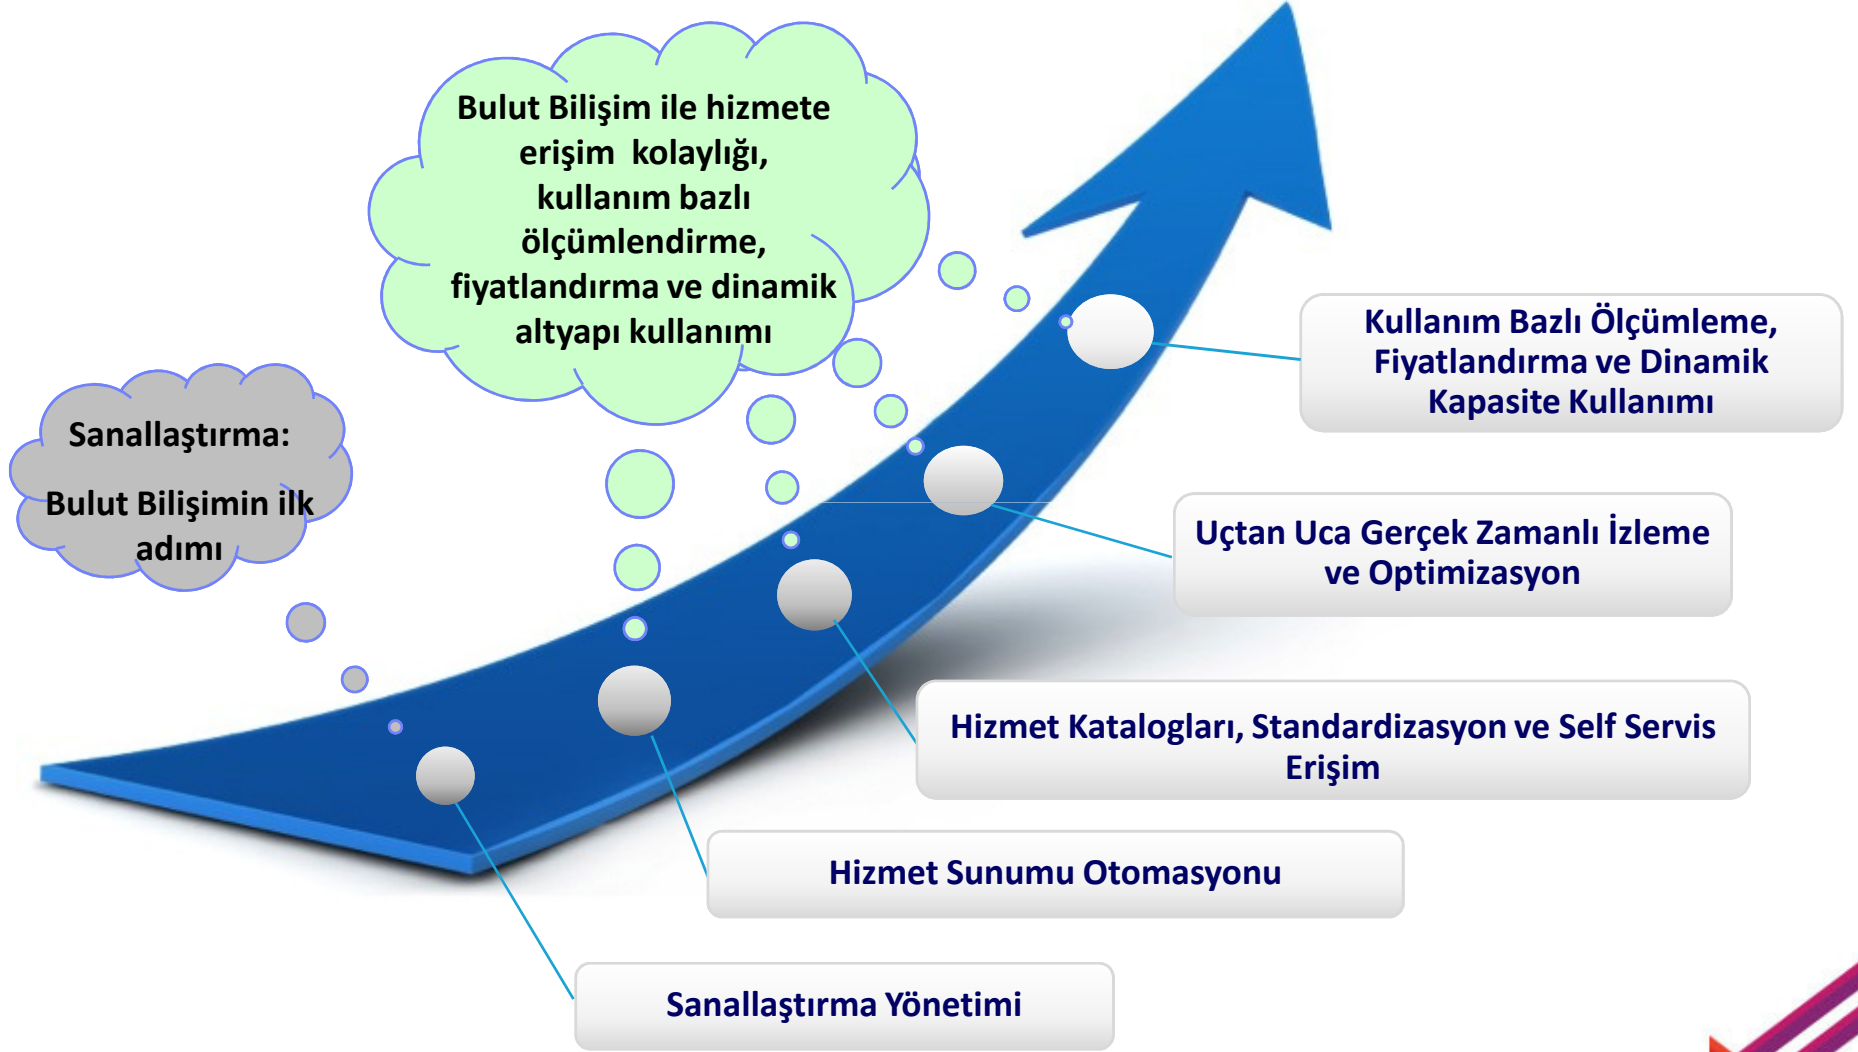 Bulut Bilişim ile hizmete
erişim kolaylığı,
kullanım bazlı
ölçümlendirme,
fiyatlandırma ve dinamik
altyapı kullanımı
Sanallaştırma:
Bulut Bilişimin ilk
adımı
Kullanım Bazlı Ölçümleme,
Fiyatlandırma ve Dinamik
Kapasite Kullanımı
Uçtan Uca Gerçek Zamanlı İzleme
ve Optimizasyon
Hizmet Katalogları, Standardizasyon ve Self Servis
Erişim
Hizmet Sunumu Otomasyonu
Sanallaştırma Yönetimi